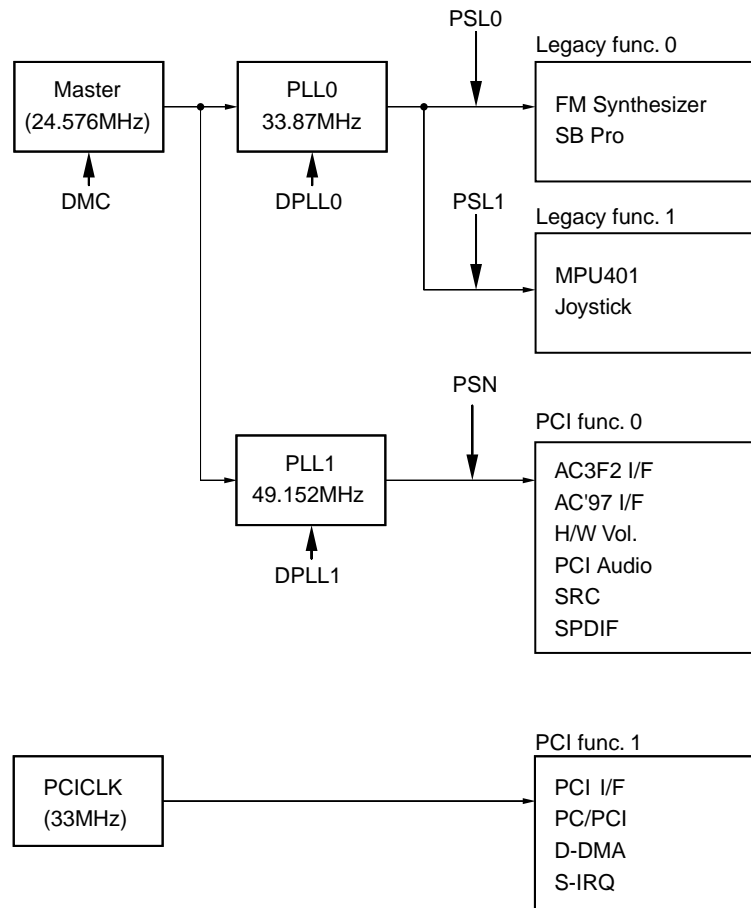 PSL0
Legacy func. 0
Master
(24.576MHz)
PLL0
33.87MHz
FM Synthesizer
SB Pro
DMC
DPLL0
PSL1
Legacy func. 1
MPU401
Joystick
PSN
PCI func. 0
PLL1
49.152MHz
AC3F2 I/F
AC'97 I/F
H/W Vol.
PCI Audio
SRC
SPDIF
DPLL1
PCI func. 1
PCICLK
(33MHz)
PCI I/F
PC/PCI
D-DMA
S-IRQ